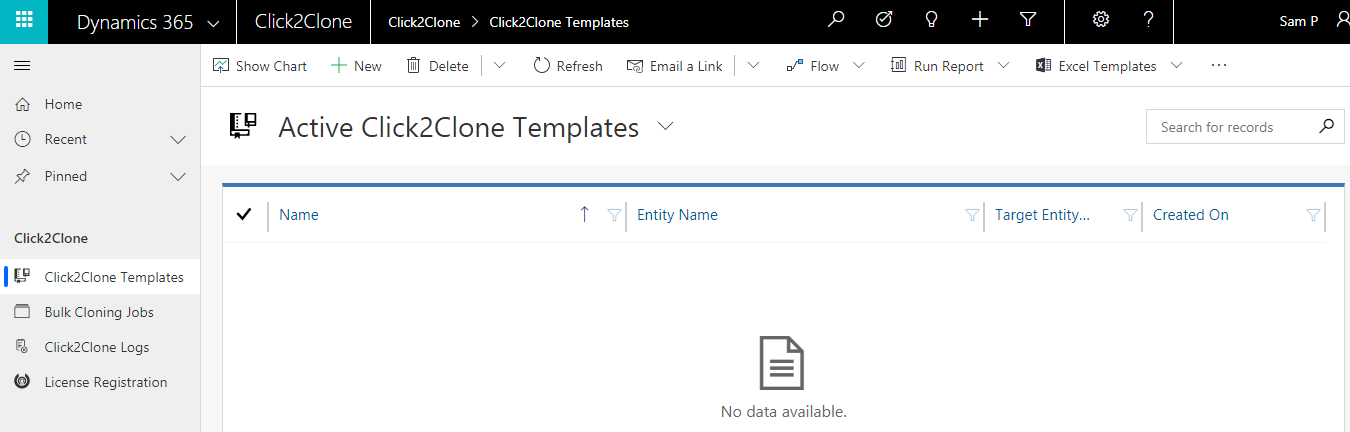 Dynamics 365 Click2Clone Click2Clone > Click2Clone Templates ? Sam P
Show Chart New Delete Refresh Email a Link Flow Run Report Excel Templates ...
Home
Recent
Pinned
Active Click2Clone Templates
Search for records
Name Entity Name Target Entity... Created On
Click2Clone
Click2Clone Templates
Bulk Cloning Jobs
Click2Clone Logs
License Registration
No data available.